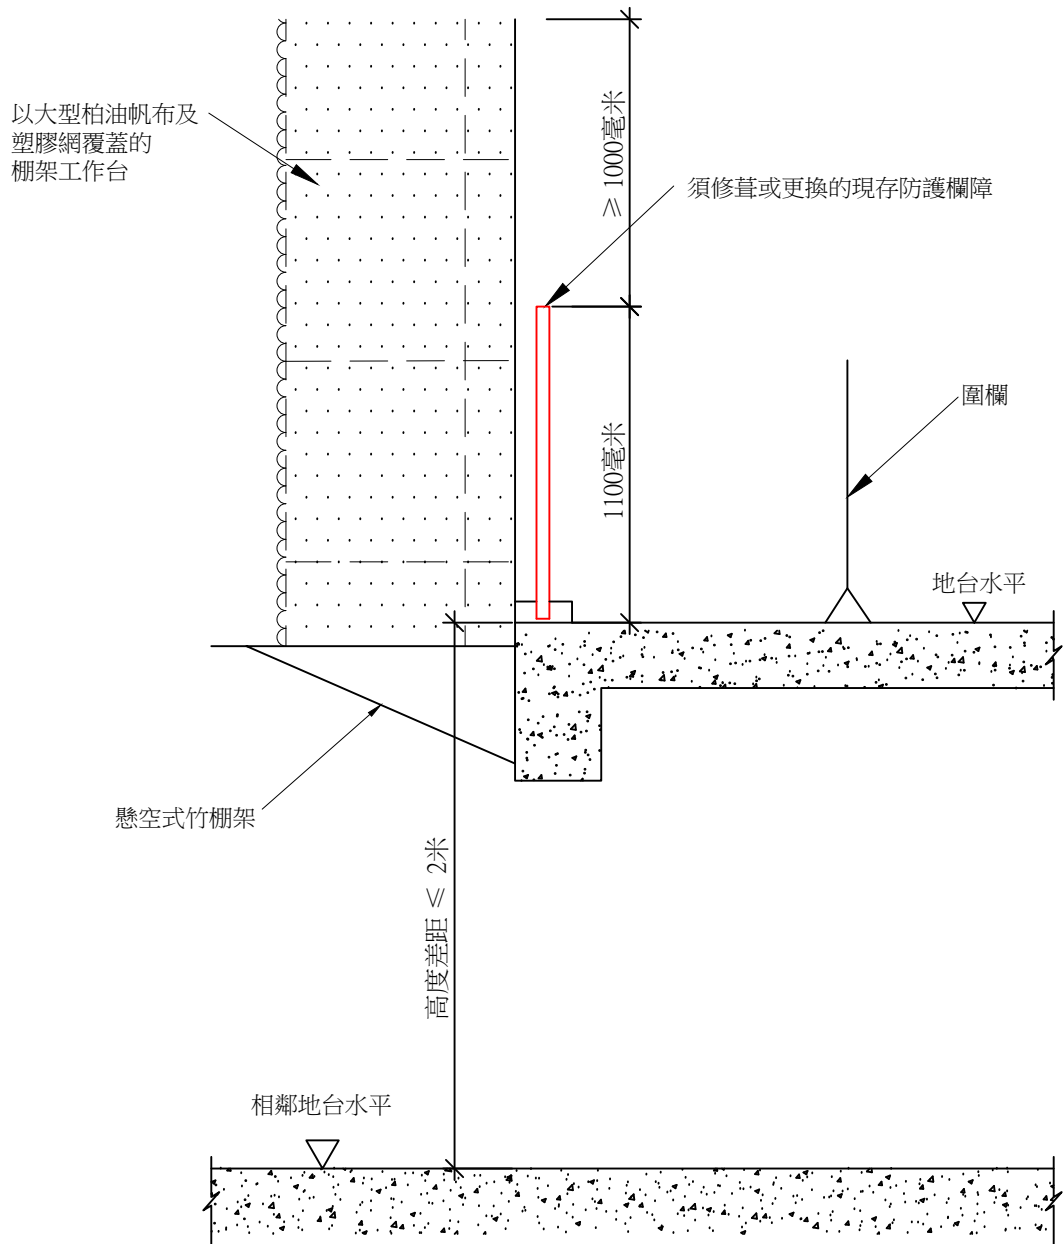 以大型柏油帆布及
塑膠網覆蓋的
棚架工作台
≥ 1000毫米
須修葺或更換的現存防護欄障
1100毫米
圍欄
地台水平
懸空式竹棚架
高度差距 ≤ 2米
相鄰地台水平